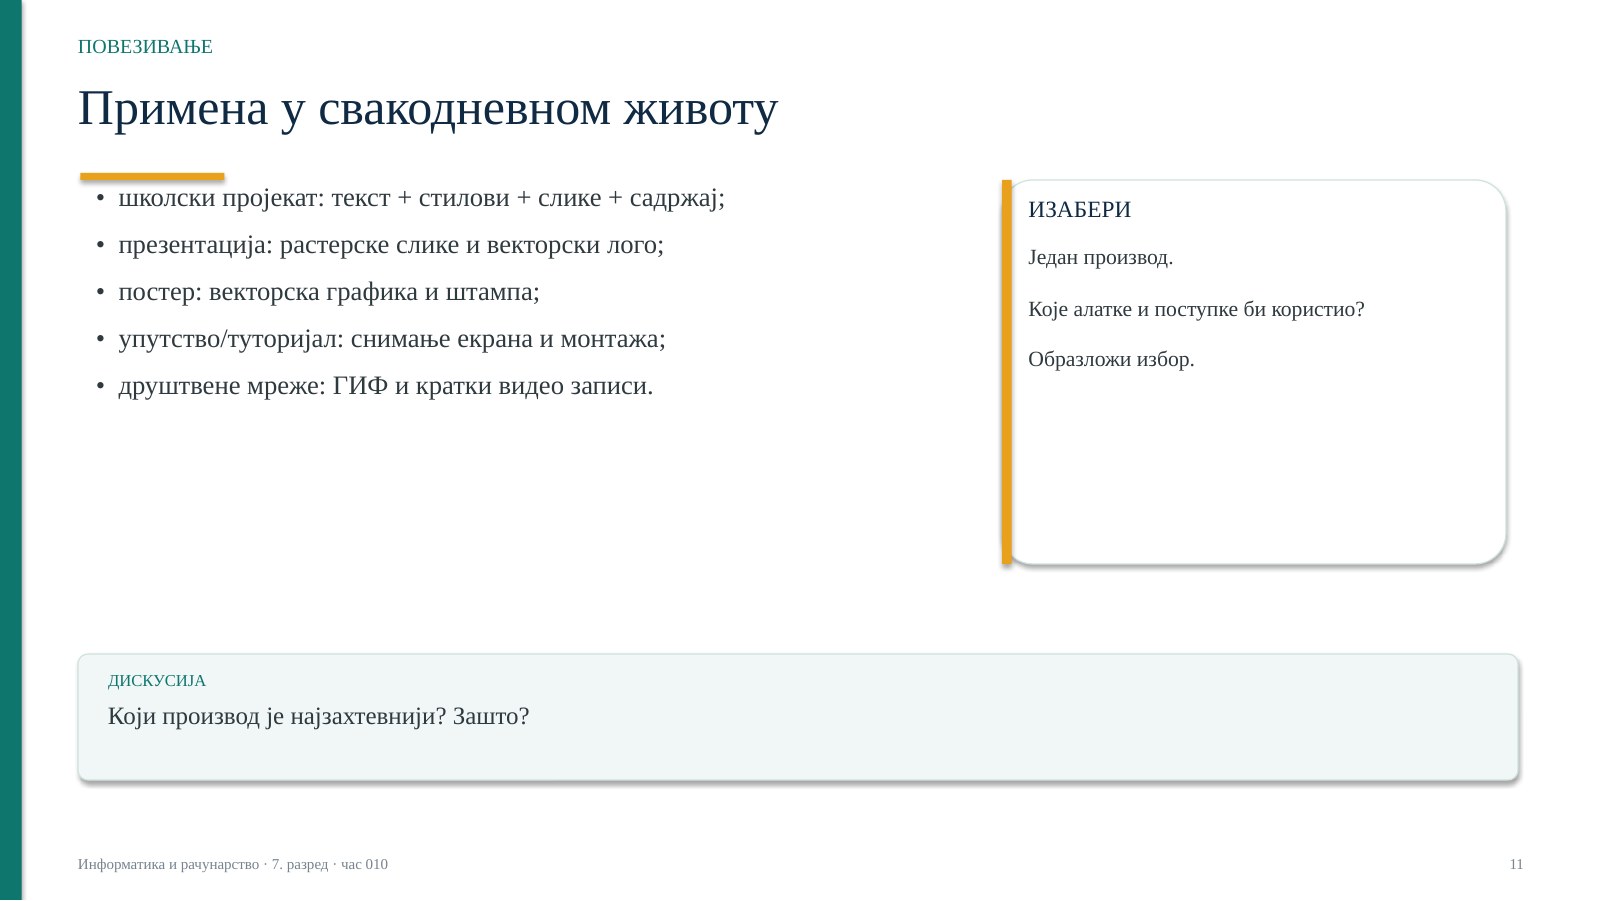 ПОВЕЗИВАЊЕ
Примена у свакодневном животу
• школски пројекат: текст + стилови + слике + садржај;
• презентација: растерске слике и векторски лого;
• постер: векторска графика и штампа;
• упутство/туторијал: снимање екрана и монтажа;
• друштвене мреже: ГИФ и кратки видео записи.
ИЗАБЕРИ
Један производ.
Које алатке и поступке би користио?
Образложи избор.
ДИСКУСИЈА
Који производ је најзахтевнији? Зашто?
Информатика и рачунарство · 7. разред · час 010
11